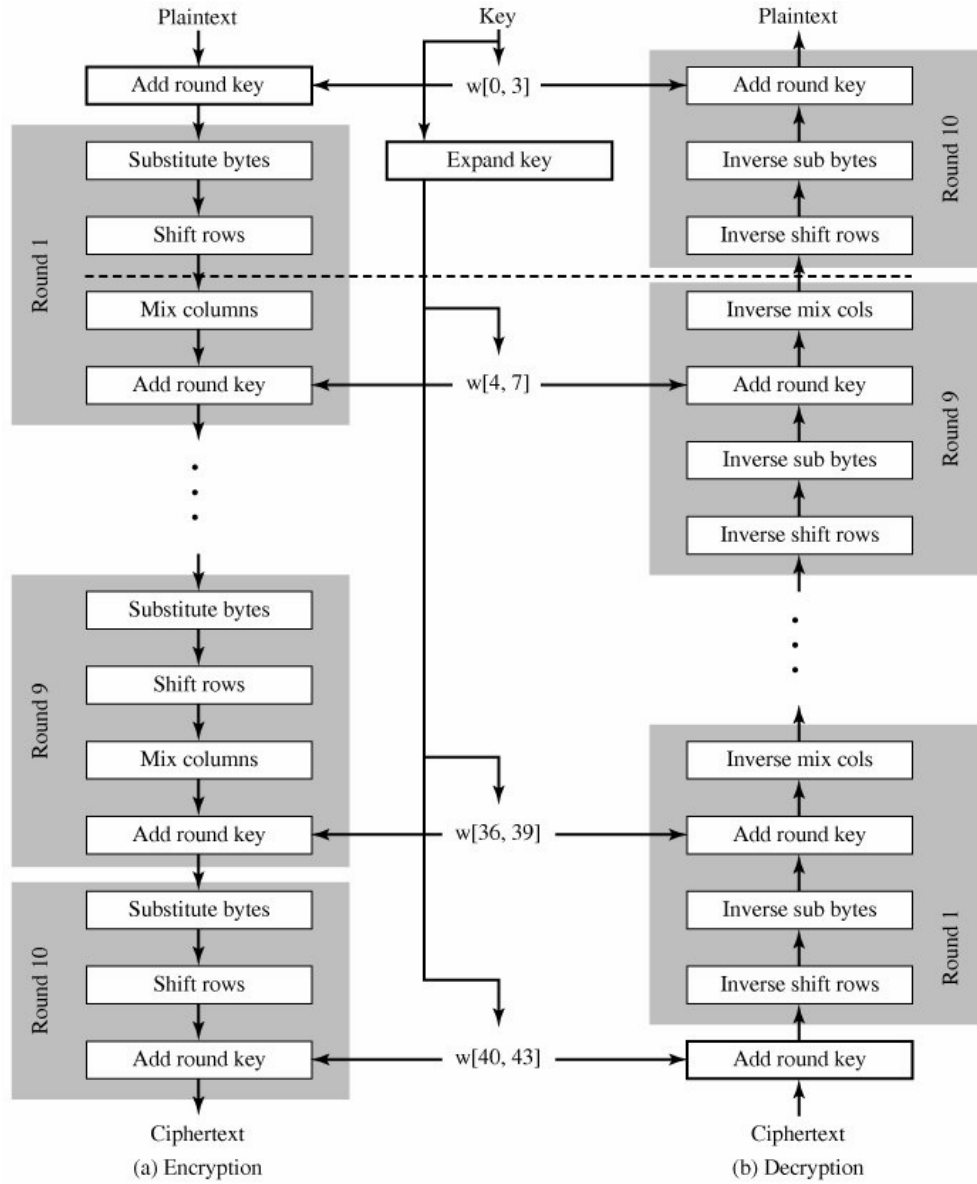 Plaintext
Add round key
Round 1
Substitute bytes
Shift rows
Mix columns
Add round key
Round 9
Substitute bytes
Shift rows
Mix columns
Add round key
Round 10
Substitute bytes
Shift rows
Add round key
Ciphertext
(a) Encryption
Key
w[0, 3]
Expand key
w[4, 7]
w[36, 39]
w[40, 43]
Plaintext
Add round key
Inverse sub bytes
Inverse shift rows
Round 10
Inverse mix cols
Add round key
Inverse sub bytes
Inverse shift rows
Round 9
Inverse mix cols
Add round key
Inverse sub bytes
Inverse shift rows
Round 1
Add round key
Ciphertext
(b) Decryption